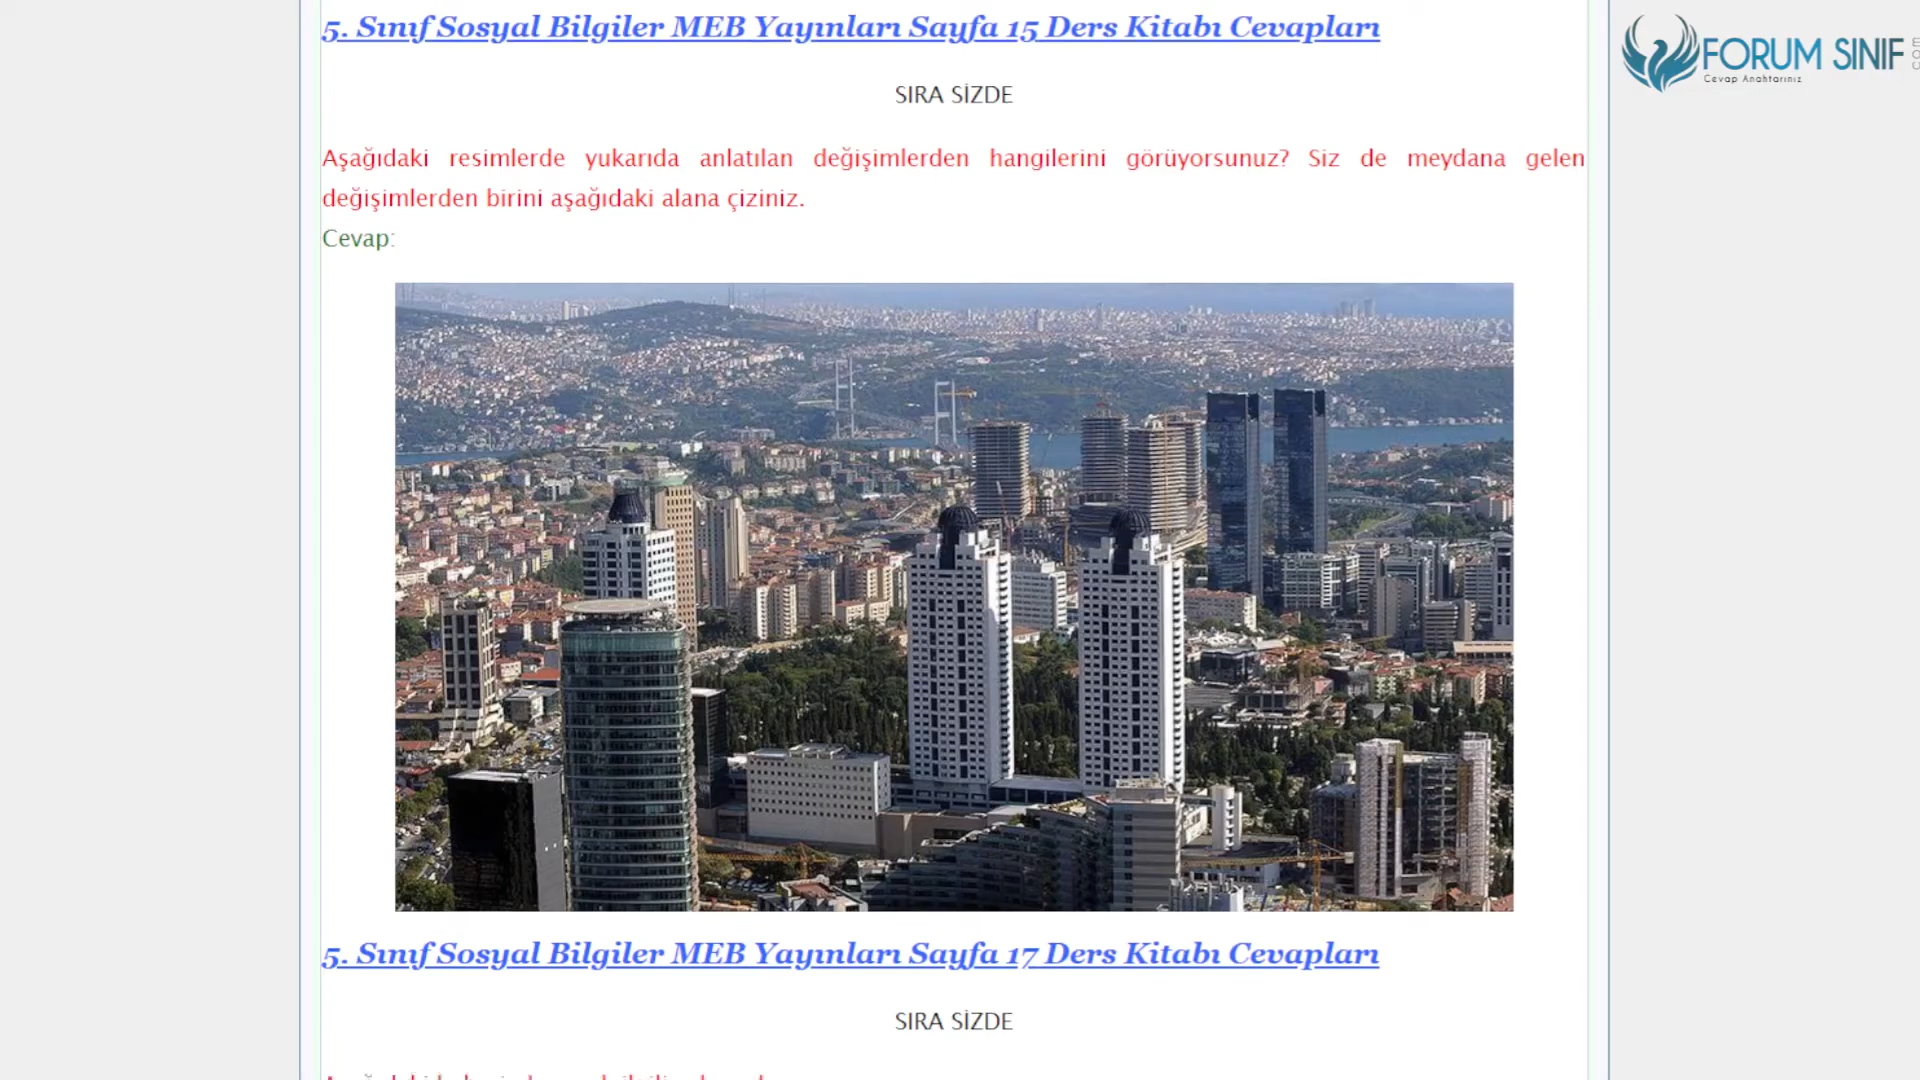 5. Sınıf Sosyal Bilgiler MEB Yayınları Sayfa 15 Ders Kitabı Cevapları
FORUM SINIF
Cevap Anahtarınız
SIRA SİZDE
Aşağıdaki resimlerde yukarıda anlatılan değişimlerden hangilerini görüyorsunuz? Siz de meydana gelen
değişimlerden birini aşağıdaki alana çiziniz.
Cevap:
5. Sınıf Sosyal Bilgiler MEB Yayınları Sayfa 17 Ders Kitabı Cevapları
SIRA SİZDE